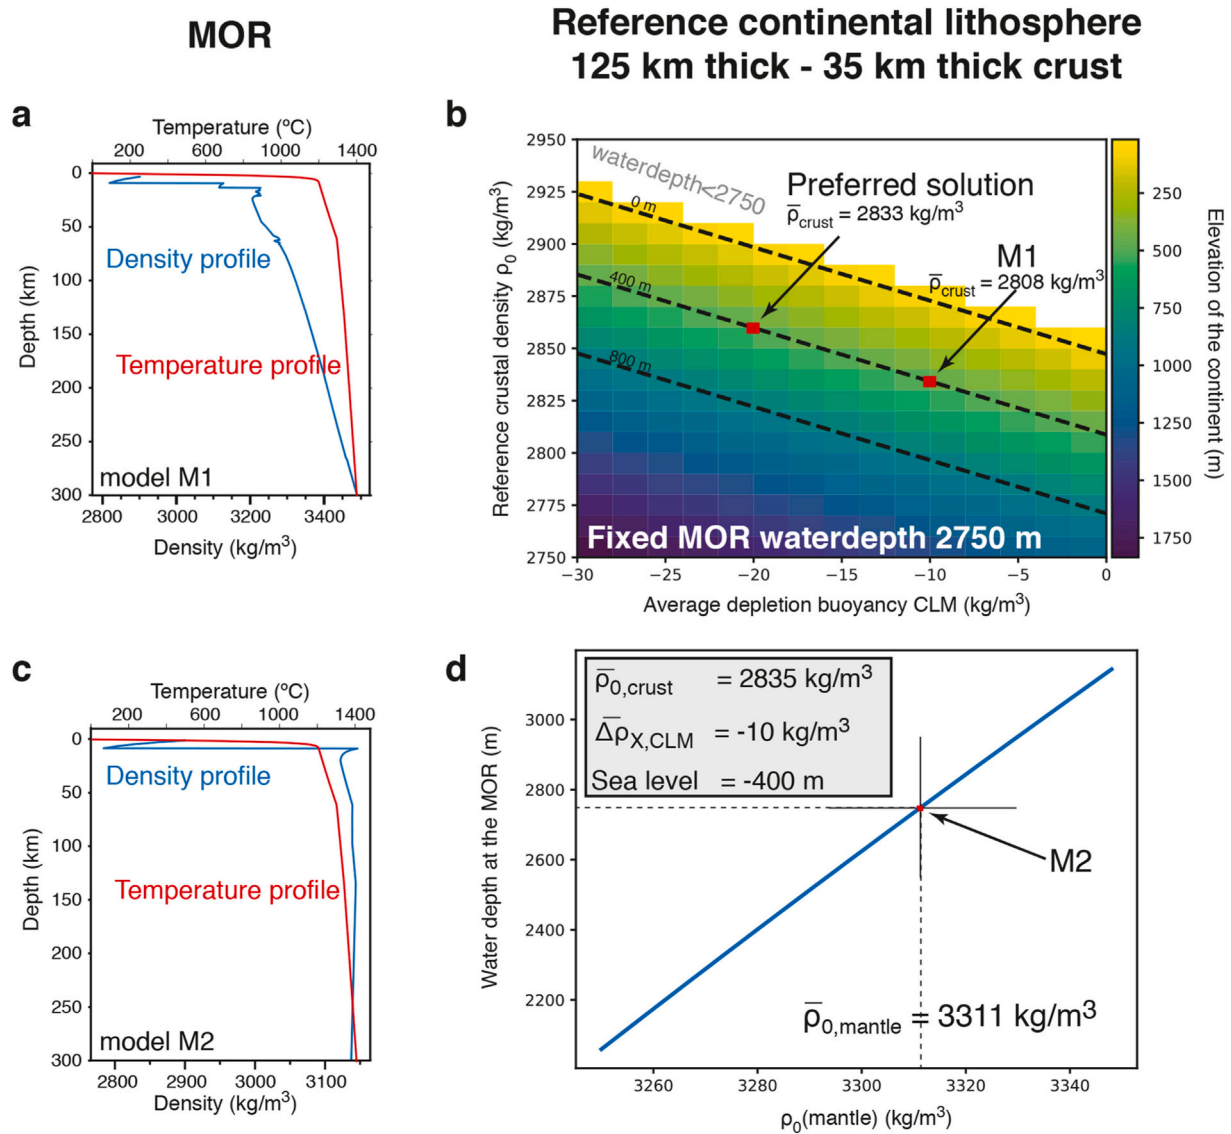 MOR
Reference continental lithosphere
125 km thick - 35 km thick crust
a
Temperature (ºC)
200 600 1000 1400
0
50
100
150
200
250
300
Depth (km)
Density profile
Temperature profile
model M1
2800 3000 3200 3400
Density (kg/m³)
b
2950
2925
2900
2875
2850
2825
2800
2775
2750
Reference crustal density ρ₀ (kg/m³)
waterdepth<2750
0 m
400 m
800 m
Preferred solution
ρ̅crust = 2833 kg/m³
M1
ρ̅crust = 2808 kg/m³
Fixed MOR waterdepth 2750 m
−30 −25 −20 −15 −10 −5 0
Average depletion buoyancy CLM (kg/m³)
250
500
750
1000
1250
1500
1750
Elevation of the continent (m)
c
Temperature (ºC)
200 600 1000 1400
0
50
100
150
200
250
300
Depth (km)
Density profile
Temperature profile
model M2
2800 2900 3000 3100
Density (kg/m³)
d
ρ̅0,crust = 2835 kg/m³
Δ̅ρX,CLM = -10 kg/m³
Sea level = -400 m
3000
2800
2600
2400
2200
Water depth at the MOR (m)
M2
ρ̅0,mantle = 3311 kg/m³
3260 3280 3300 3320 3340
ρ₀(mantle) (kg/m³)